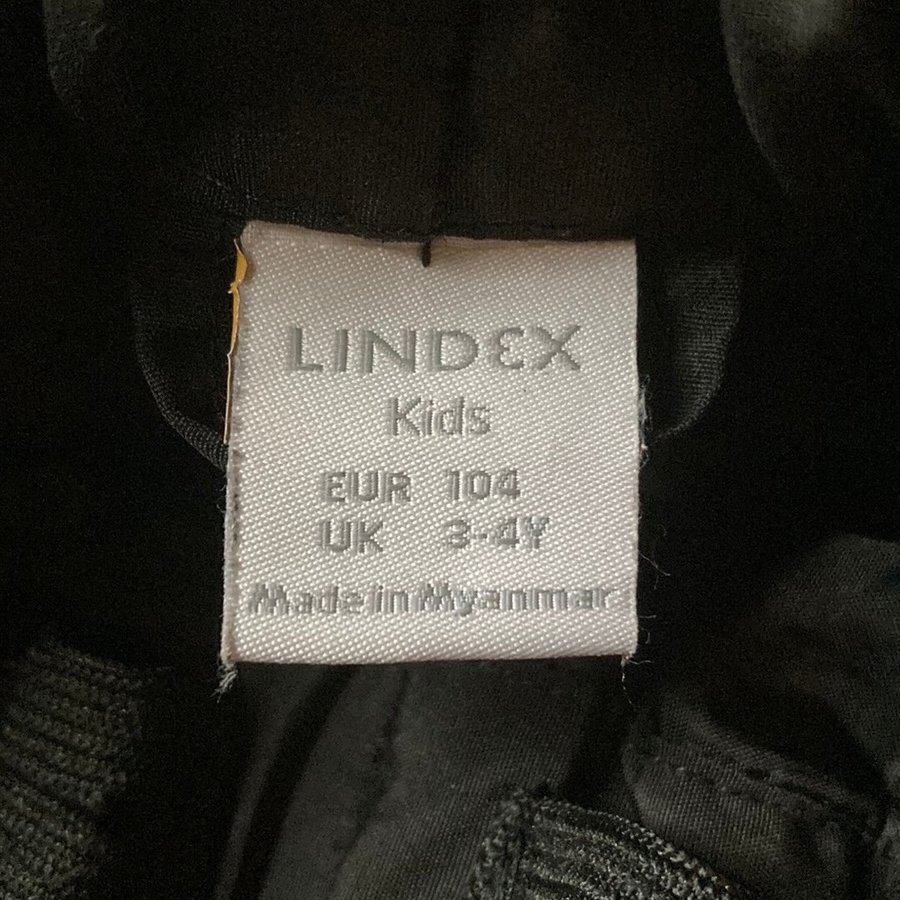 LINDEX
Kids
EUR 104
UK 3-4Y
Made in Myanmar